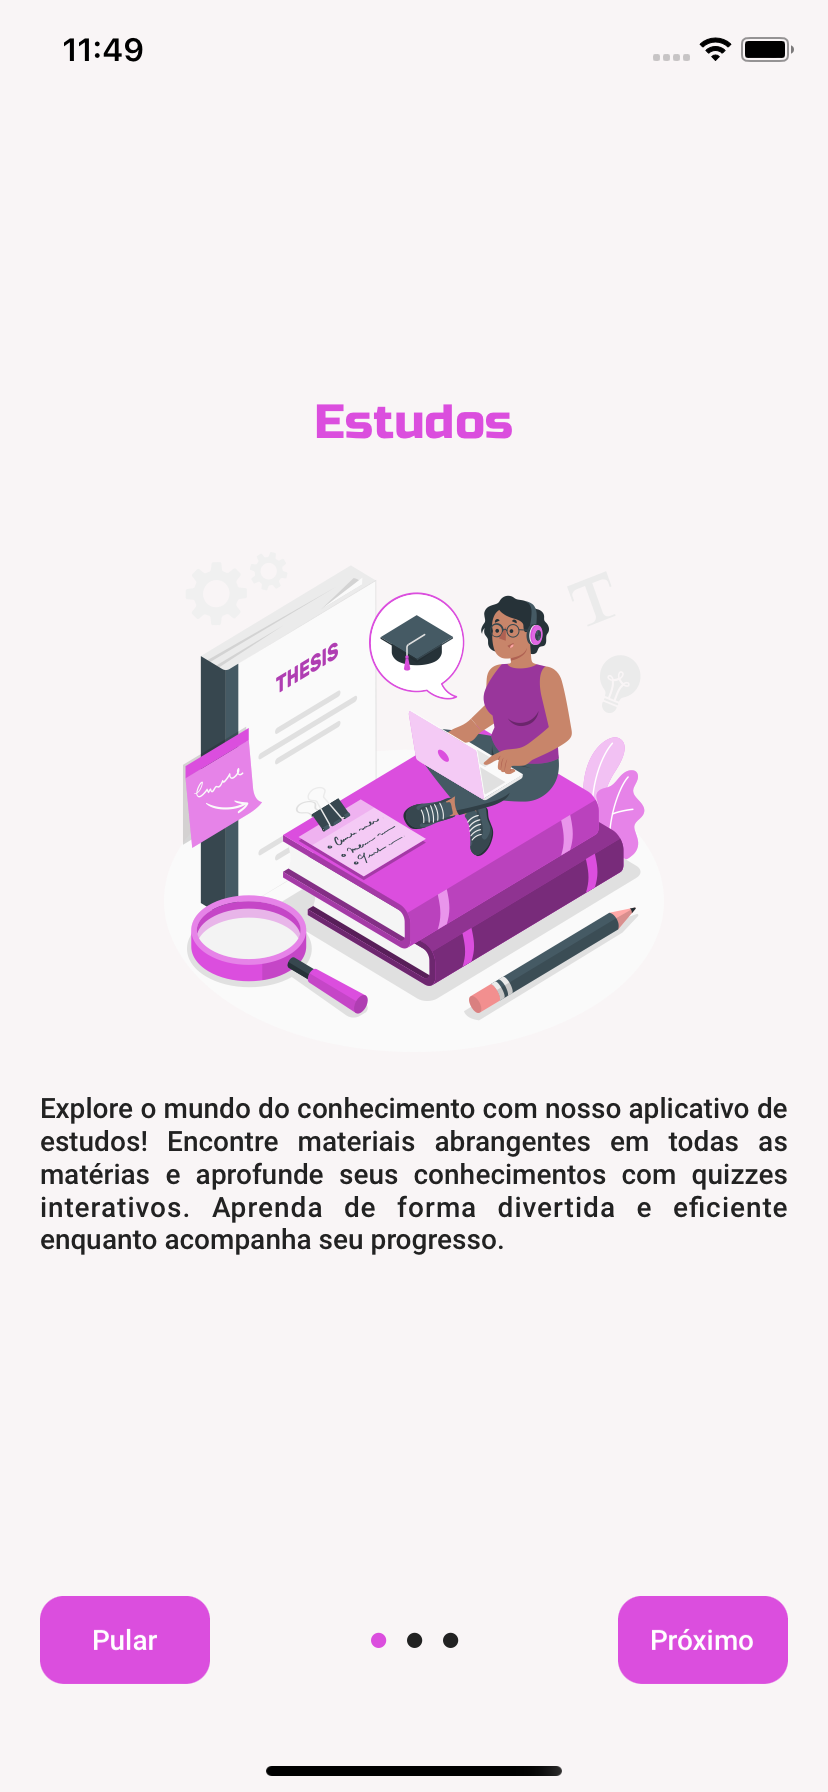 11:49
Estudos
THESIS
Explore o mundo do conhecimento com nosso aplicativo de
estudos! Encontre materiais abrangentes em todas as
matérias e aprofunde seus conhecimentos com quizzes
interativos. Aprenda de forma divertida e eficiente
enquanto acompanha seu progresso.
Pular
Próximo